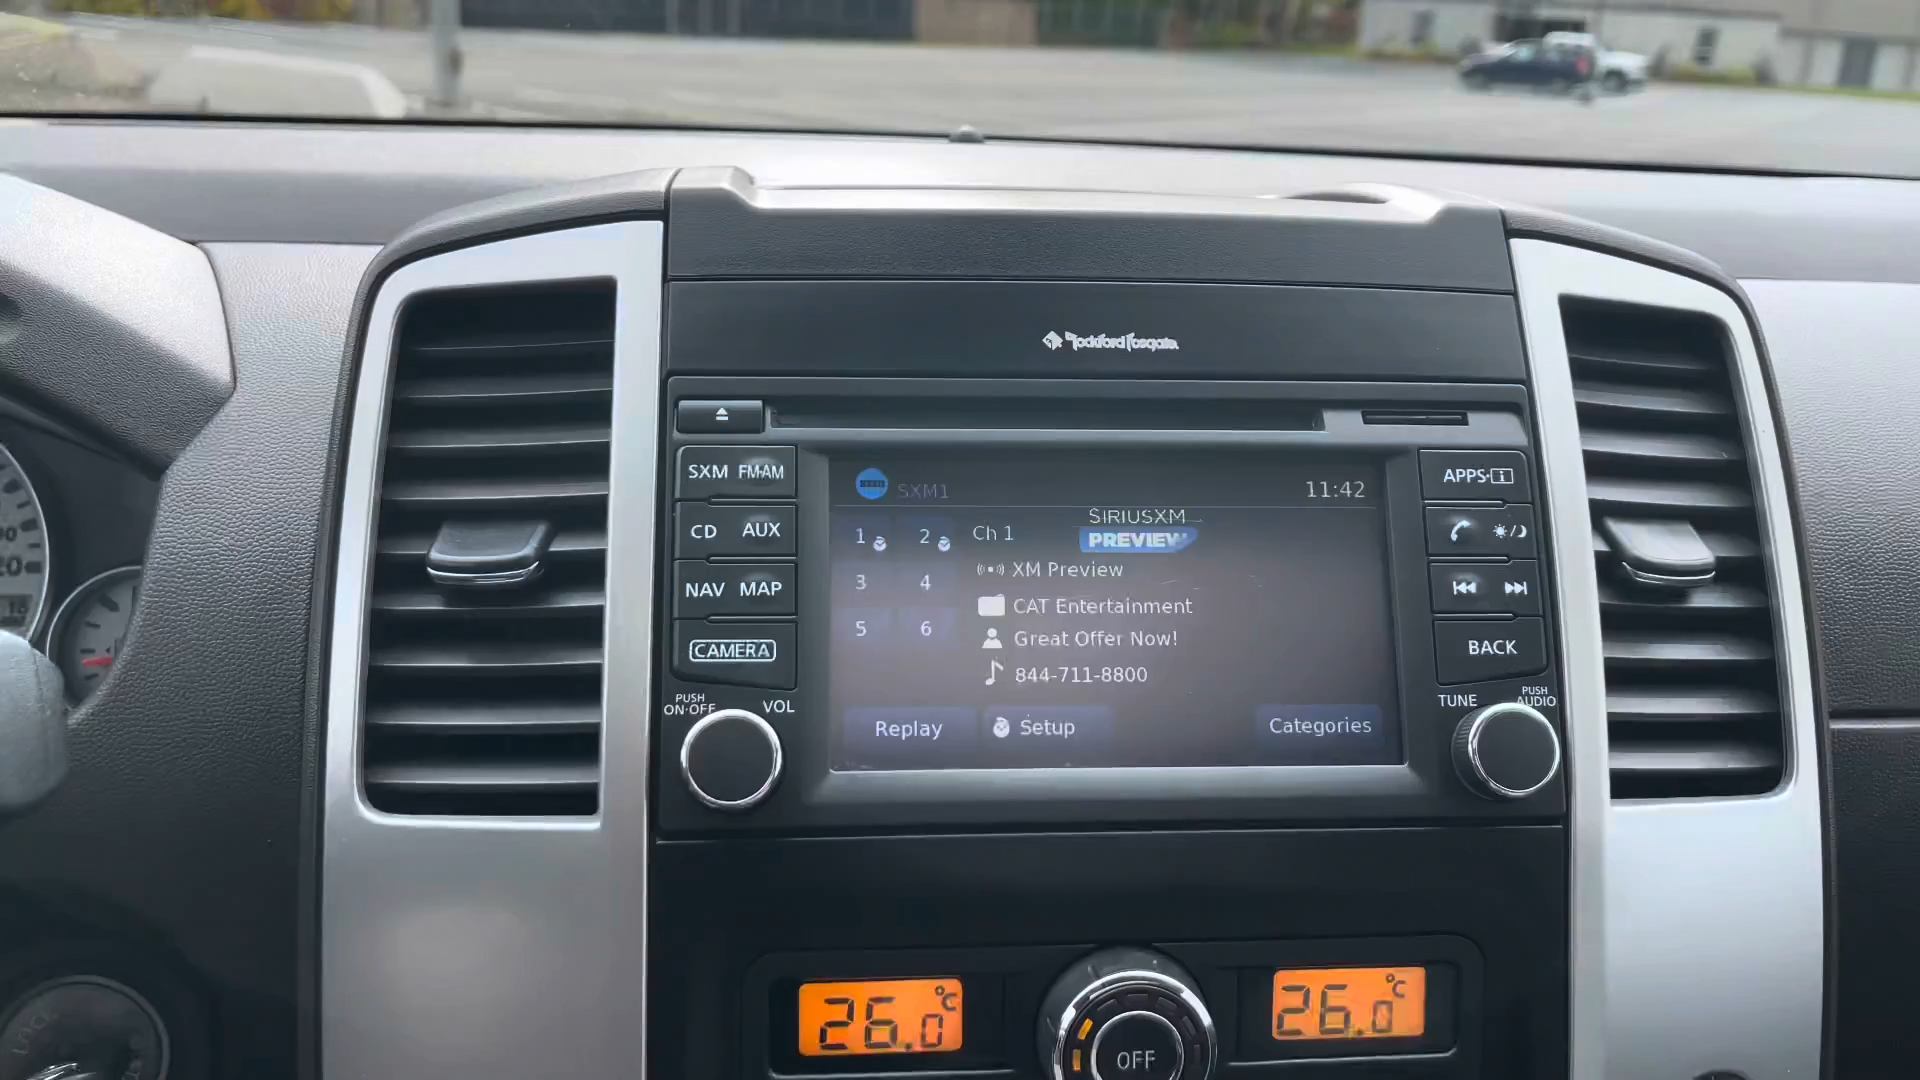 Rockford Fosgate
SXM FM·AM
CD AUX
NAV MAP
CAMERA
PUSH
ON·OFF
VOL
SXM1
11:42
1 2
3 4
5 6
Ch 1
SIRIUSXM
PREVIEW
XM Preview
CAT Entertainment
Great Offer Now!
844-711-8800
Replay
Setup
Categories
APPS·i
BACK
TUNE
PUSH
AUDIO
26.0 °C
OFF
26.0 °C
LOCK